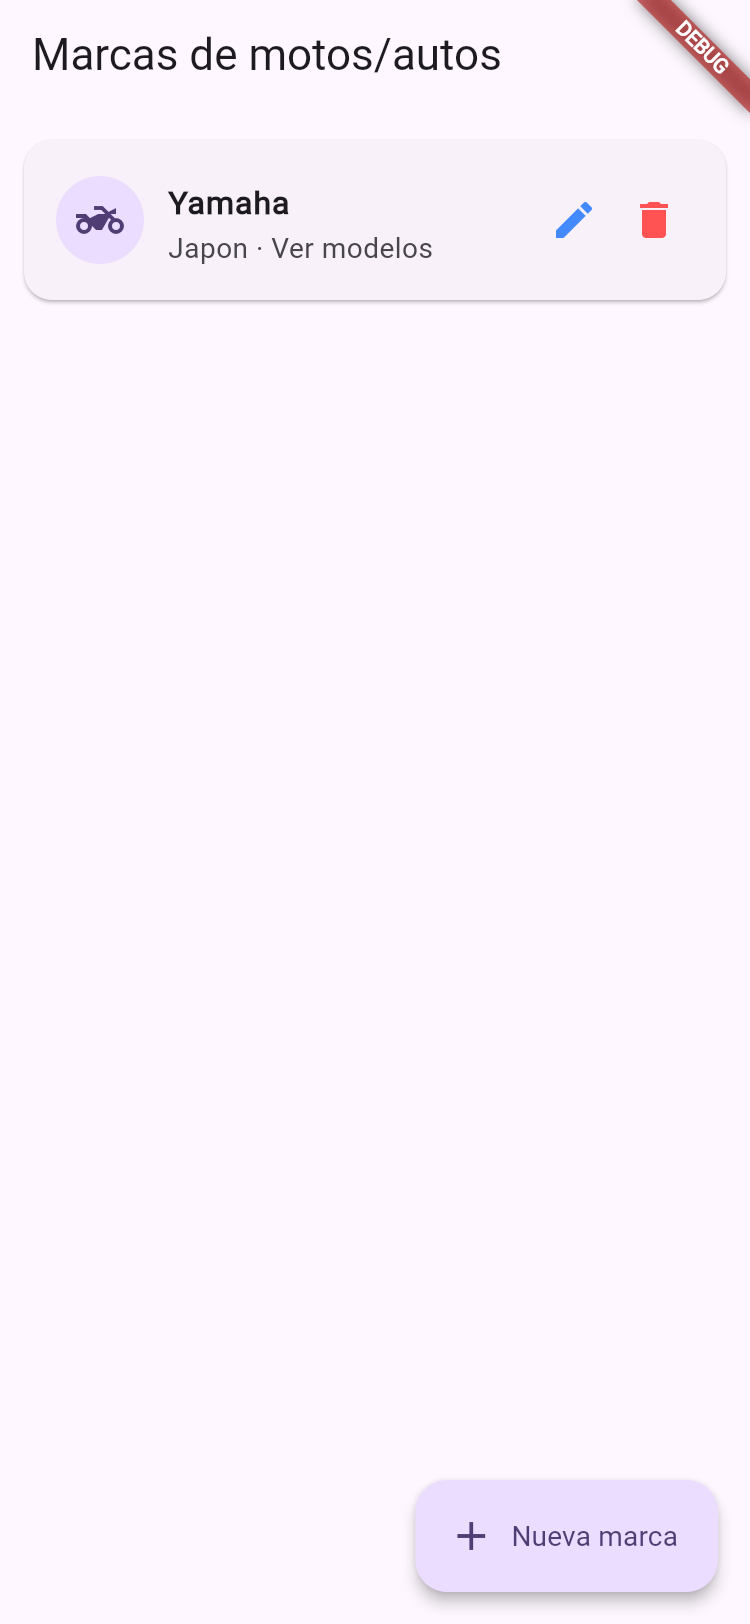 Marcas de motos/autos
DEBUG
Yamaha
Japon · Ver modelos
Nueva marca